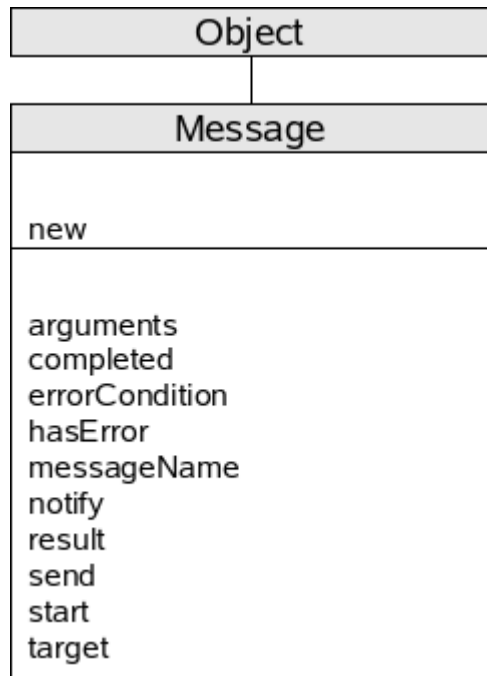 Object
Message
new
arguments
completed
errorCondition
hasError
messageName
notify
result
send
start
target